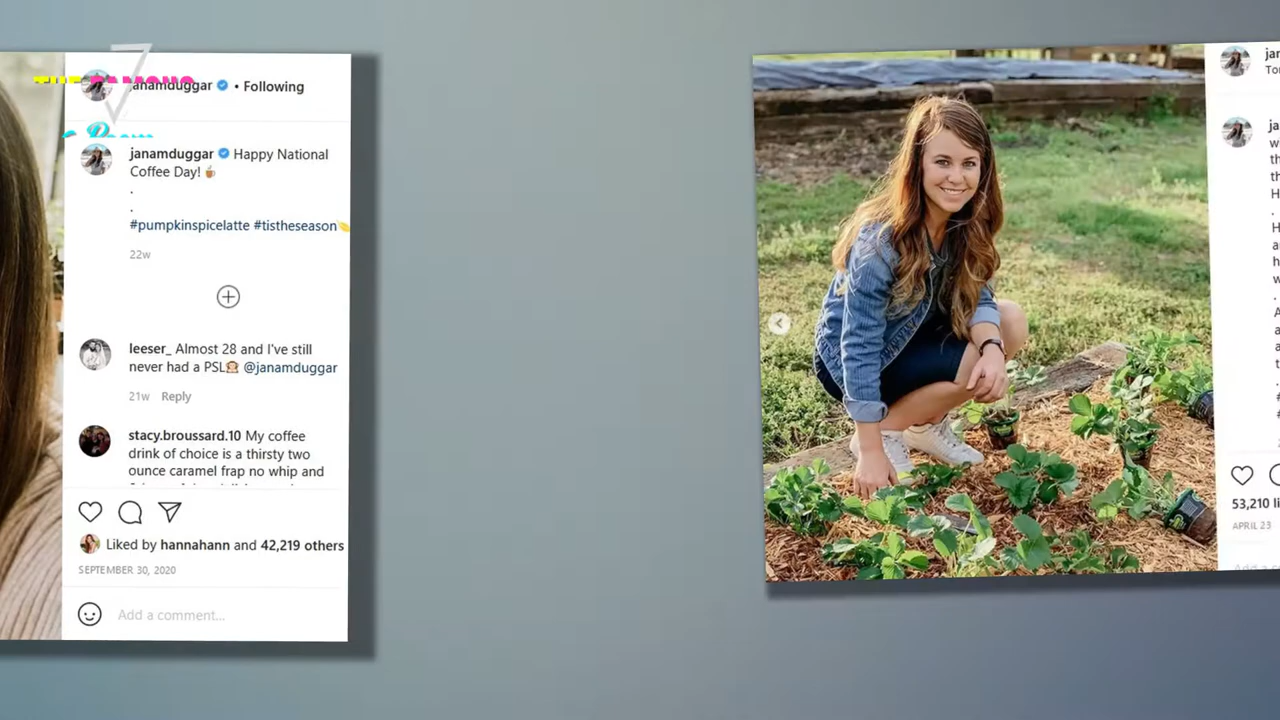 THE FAMOUS
janamduggar • Following
janamduggar Happy National
Coffee Day!
.
.
#pumpkinspicelatte #tistheseason
22w
leeser_ Almost 28 and I've still
never had a PSL @janamduggar
21w Reply
stacy.broussard.10 My coffee
drink of choice is a thirsty two
ounce caramel frap no whip and
Liked by hannahann and 42,219 others
SEPTEMBER 30, 2020
Add a comment...
53,210 li
APRIL 23